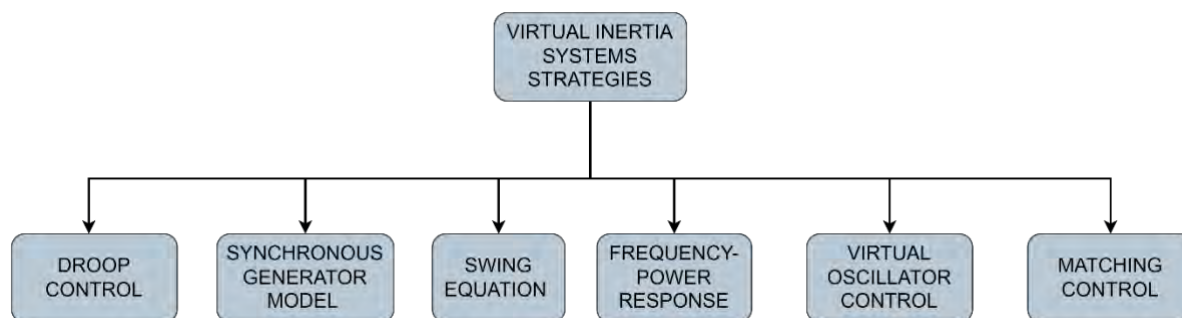 VIRTUAL INERTIA
SYSTEMS
STRATEGIES
DROOP
CONTROL
SYNCHRONOUS
GENERATOR
MODEL
SWING
EQUATION
FREQUENCY-
POWER
RESPONSE
VIRTUAL
OSCILLATOR
CONTROL
MATCHING
CONTROL